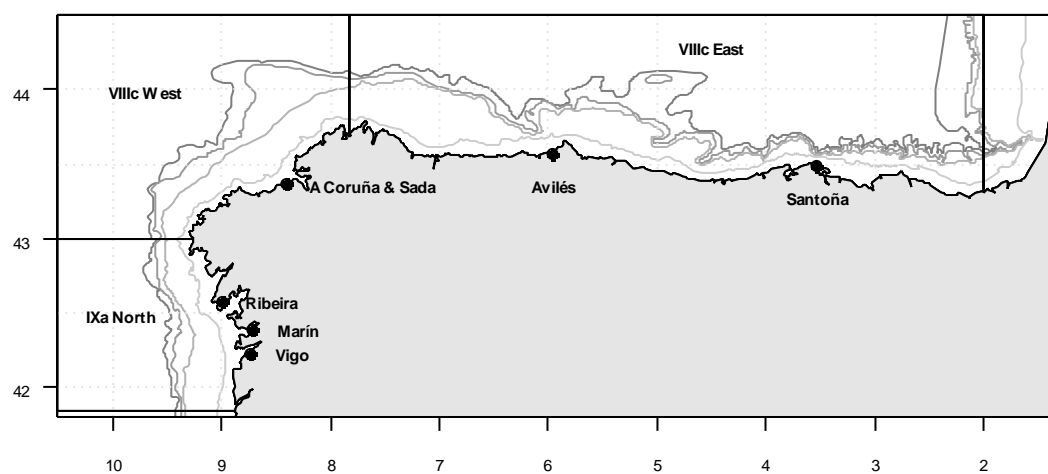 VIIIc East
44
VIIIc West
A Coruña & Sada
Avilés
Santoña
43
Ribeira
IXa North
Marín
Vigo
42
10 9 8 7 6 5 4 3 2